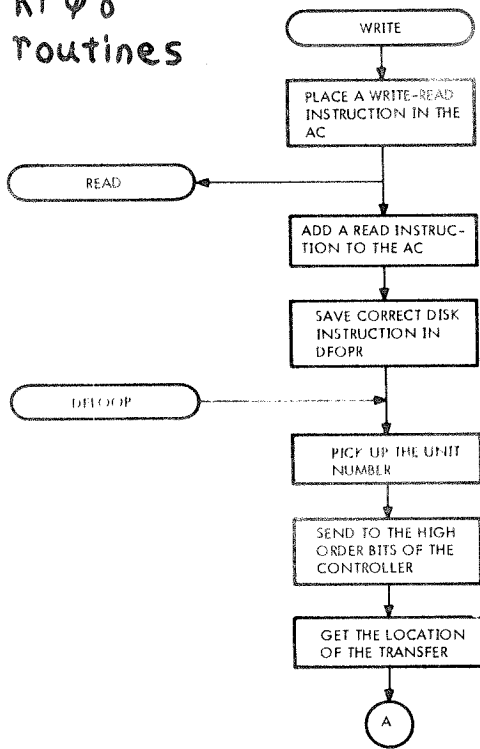 routines
WRITE
PLACE A WRITE-READ
INSTRUCTION IN THE
AC
READ
ADD A READ INSTRUC-
TION TO THE AC
SAVE CORRECT DISK
INSTRUCTION IN
DFOPR
DFLOOP
PICK UP THE UNIT
NUMBER
SEND TO THE HIGH
ORDER BITS OF THE
CONTROLLER
GET THE LOCATION
OF THE TRANSFER
A